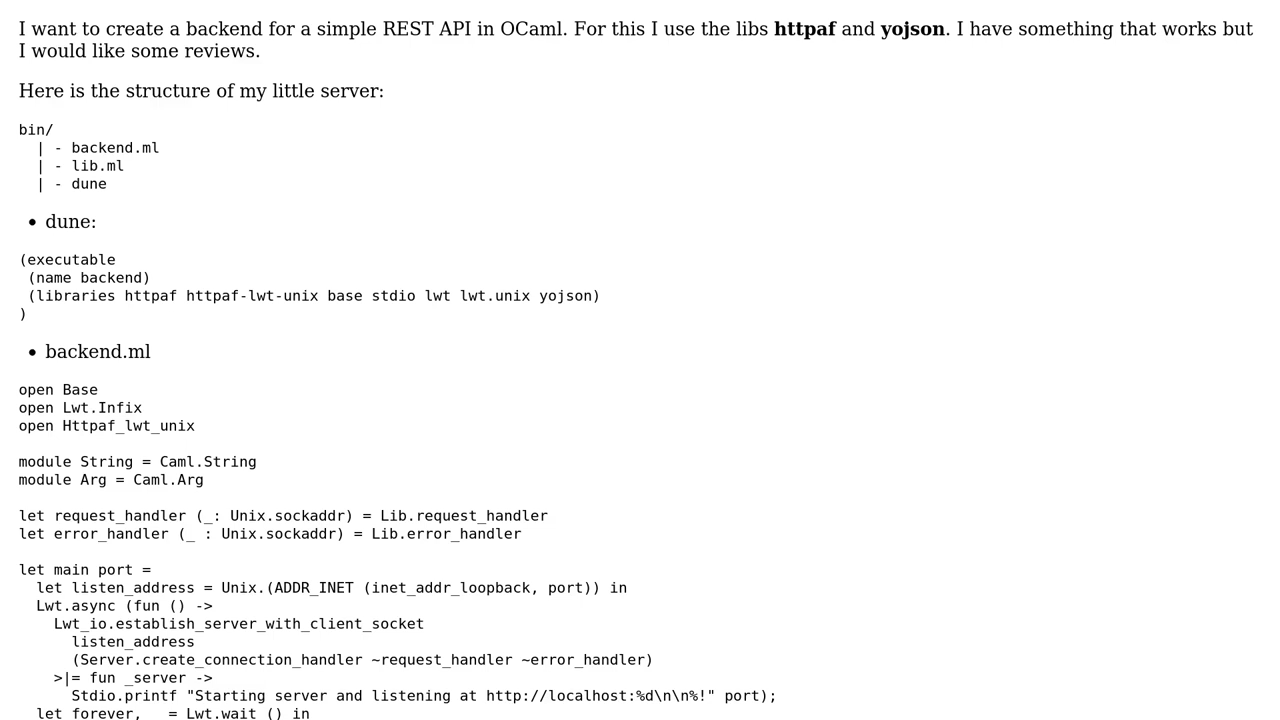 I want to create a backend for a simple REST API in OCaml. For this I use the libs httpaf and yojson. I have something that works but
I would like some reviews.
Here is the structure of my little server:
bin/
  | - backend.ml
  | - lib.ml
  | - dune
• dune:
(executable
 (name backend)
 (libraries httpaf httpaf-lwt-unix base stdio lwt lwt.unix yojson)
)
• backend.ml
open Base
open Lwt.Infix
open Httpaf_lwt_unix
module String = Caml.String
module Arg = Caml.Arg
let request_handler (_: Unix.sockaddr) = Lib.request_handler
let error_handler (_ : Unix.sockaddr) = Lib.error_handler
let main port =
  let listen_address = Unix.(ADDR_INET (inet_addr_loopback, port)) in
  Lwt.async (fun () ->
    Lwt_io.establish_server_with_client_socket
      listen_address
      (Server.create_connection_handler ~request_handler ~error_handler)
    >|= fun _server ->
      Stdio.printf "Starting server and listening at http://localhost:%d\n\n%!" port);
  let forever, _ = Lwt.wait () in